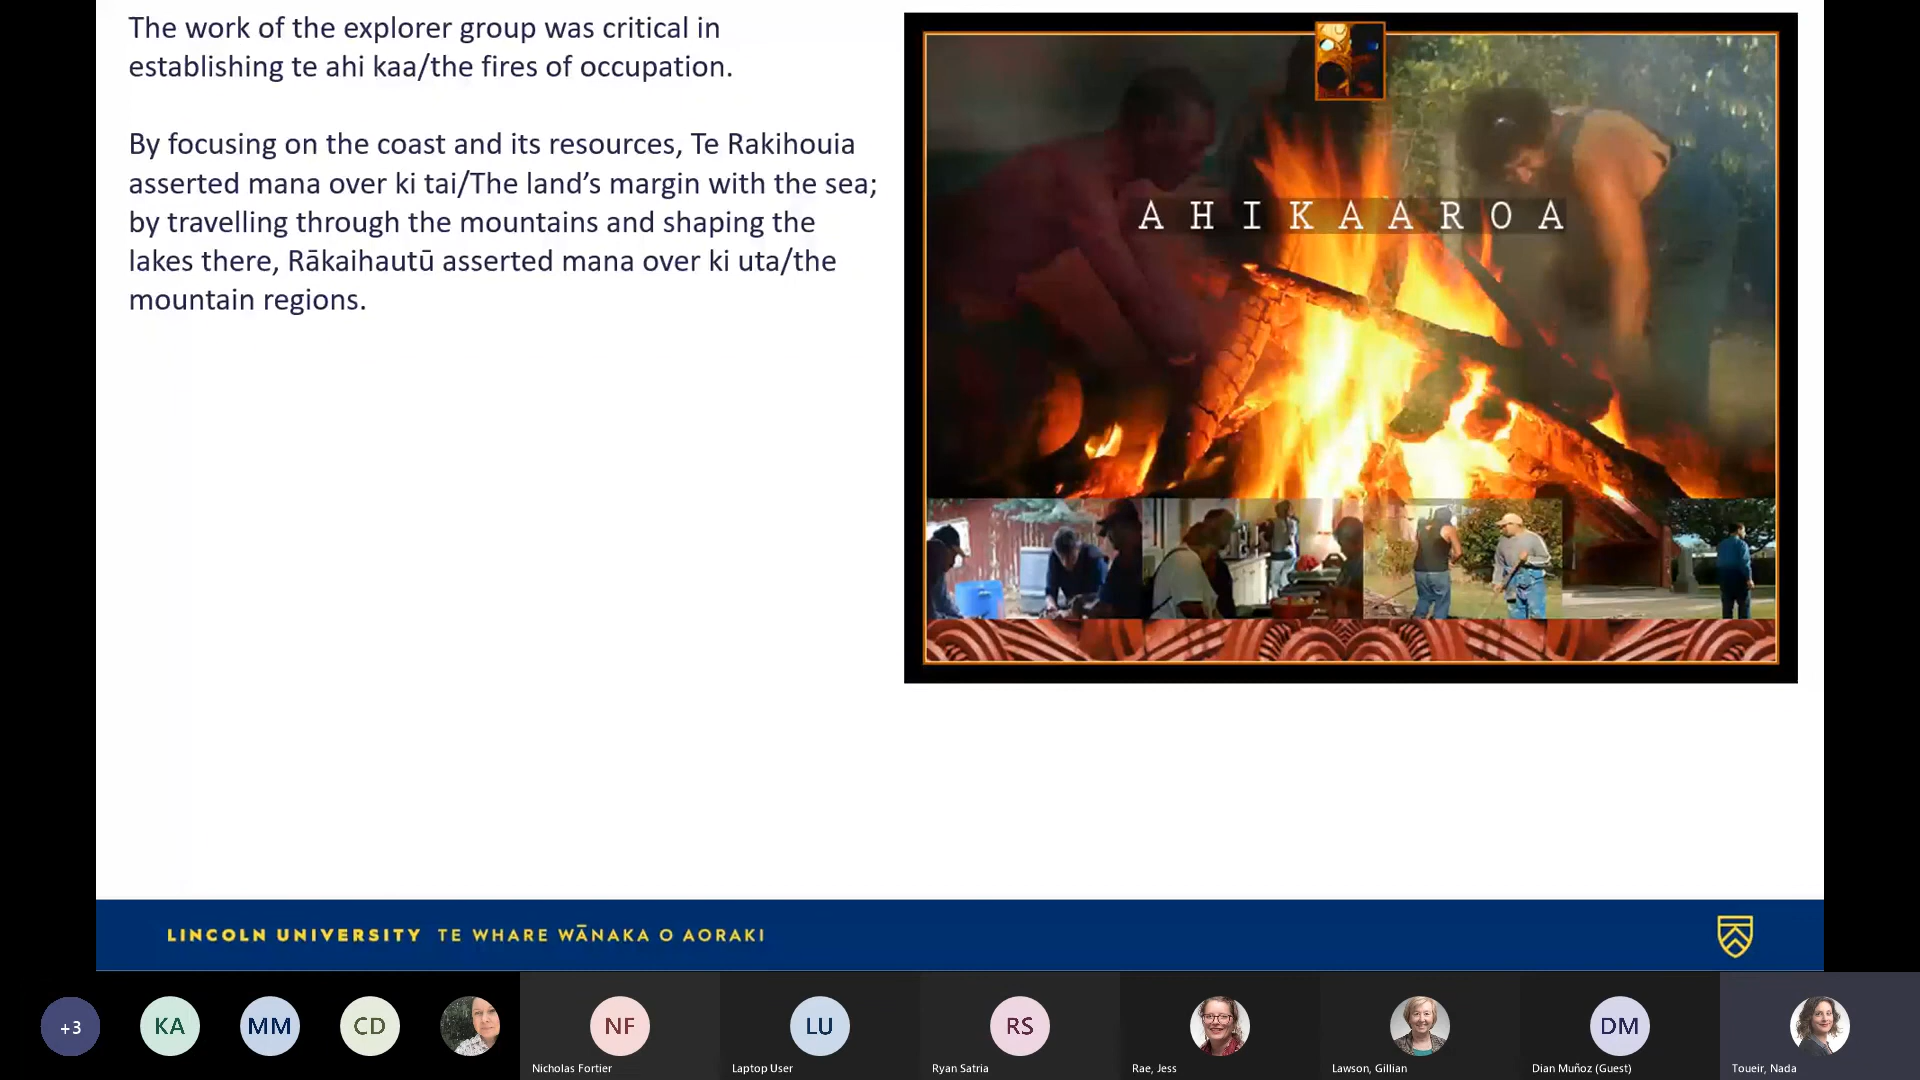 The work of the explorer group was critical in
establishing te ahi kaa/the fires of occupation.
By focusing on the coast and its resources, Te Rakihouia
asserted mana over ki tai/The land’s margin with the sea;
by travelling through the mountains and shaping the
lakes there, Rākaihautū asserted mana over ki uta/the
mountain regions.
AHIKAAROA
LINCOLN UNIVERSITY TE WHARE WĀNAKA O AORAKI
+3 KA MM CD NF LU RS DM
Nicholas Fortier Laptop User Ryan Satria Rae, Jess Lawson, Gillian Dian Muñoz (Guest) Toueir, Nada